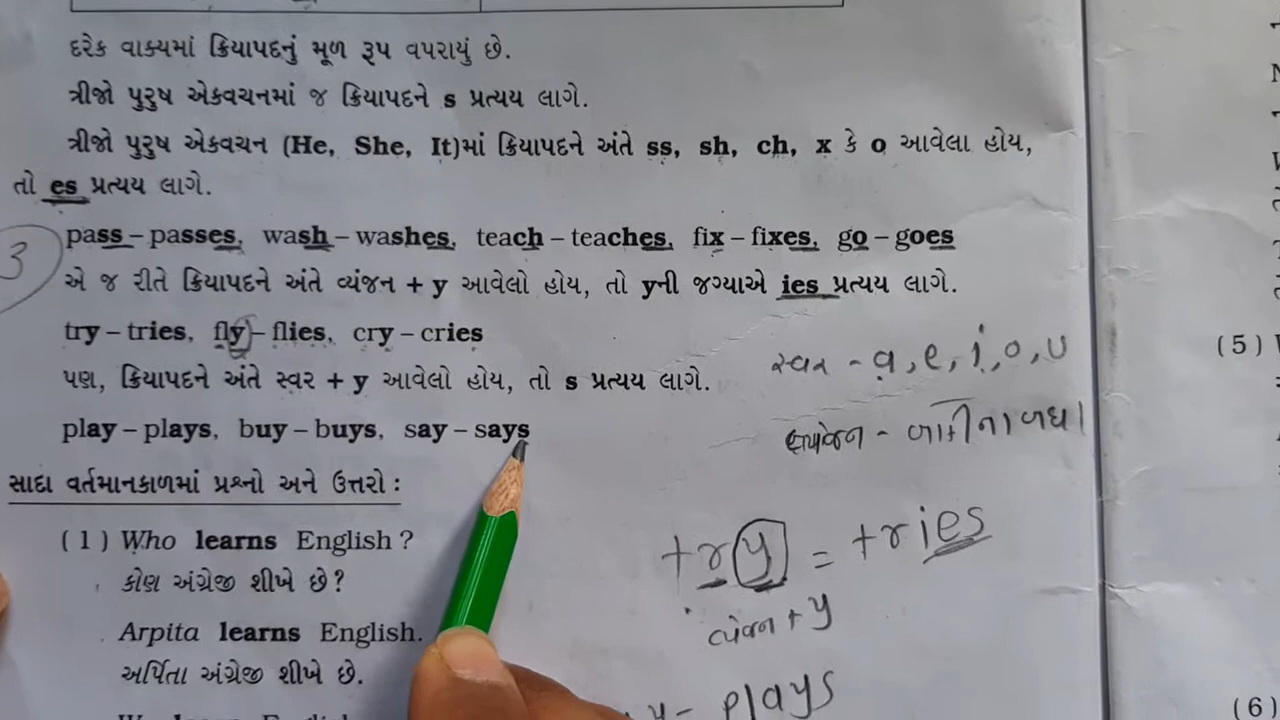 દરેક વાક્યમાં ક્રિયાપદનું મૂળ રૂપ વપરાયું છે.
ત્રીજો પુરુષ એકવચનમાં જ ક્રિયાપદને s પ્રત્યય લાગે.
ત્રીજો પુરુષ એકવચન (He, She, It)માં ક્રિયાપદને અંતે ss, sh, ch, x કે o આવેલા હોય,
તો es પ્રત્યય લાગે.
3
pass – passes, wash – washes, teach – teaches, fix – fixes, go – goes
એ જ રીતે ક્રિયાપદને અંતે વ્યંજન + y આવેલો હોય, તો yની જગ્યાએ ies પ્રત્યય લાગે.
try – tries, fly – flies, cry – cries
સ્વર - a, e, i, o, u
(5)
પણ, ક્રિયાપદને અંતે સ્વર + y આવેલો હોય, તો s પ્રત્યય લાગે.
play – plays, buy – buys, say – says
વ્યંજન - બાકીના બધા
સાદા વર્તમાનકાળમાં પ્રશ્નો અને ઉત્તરો :
(1) Who learns English ?
try = tries
કોણ અંગ્રેજી શીખે છે ?
વ્યંજન + y
Arpita learns English.
અર્પિતા અંગ્રેજી શીખે છે.
plays
(6)